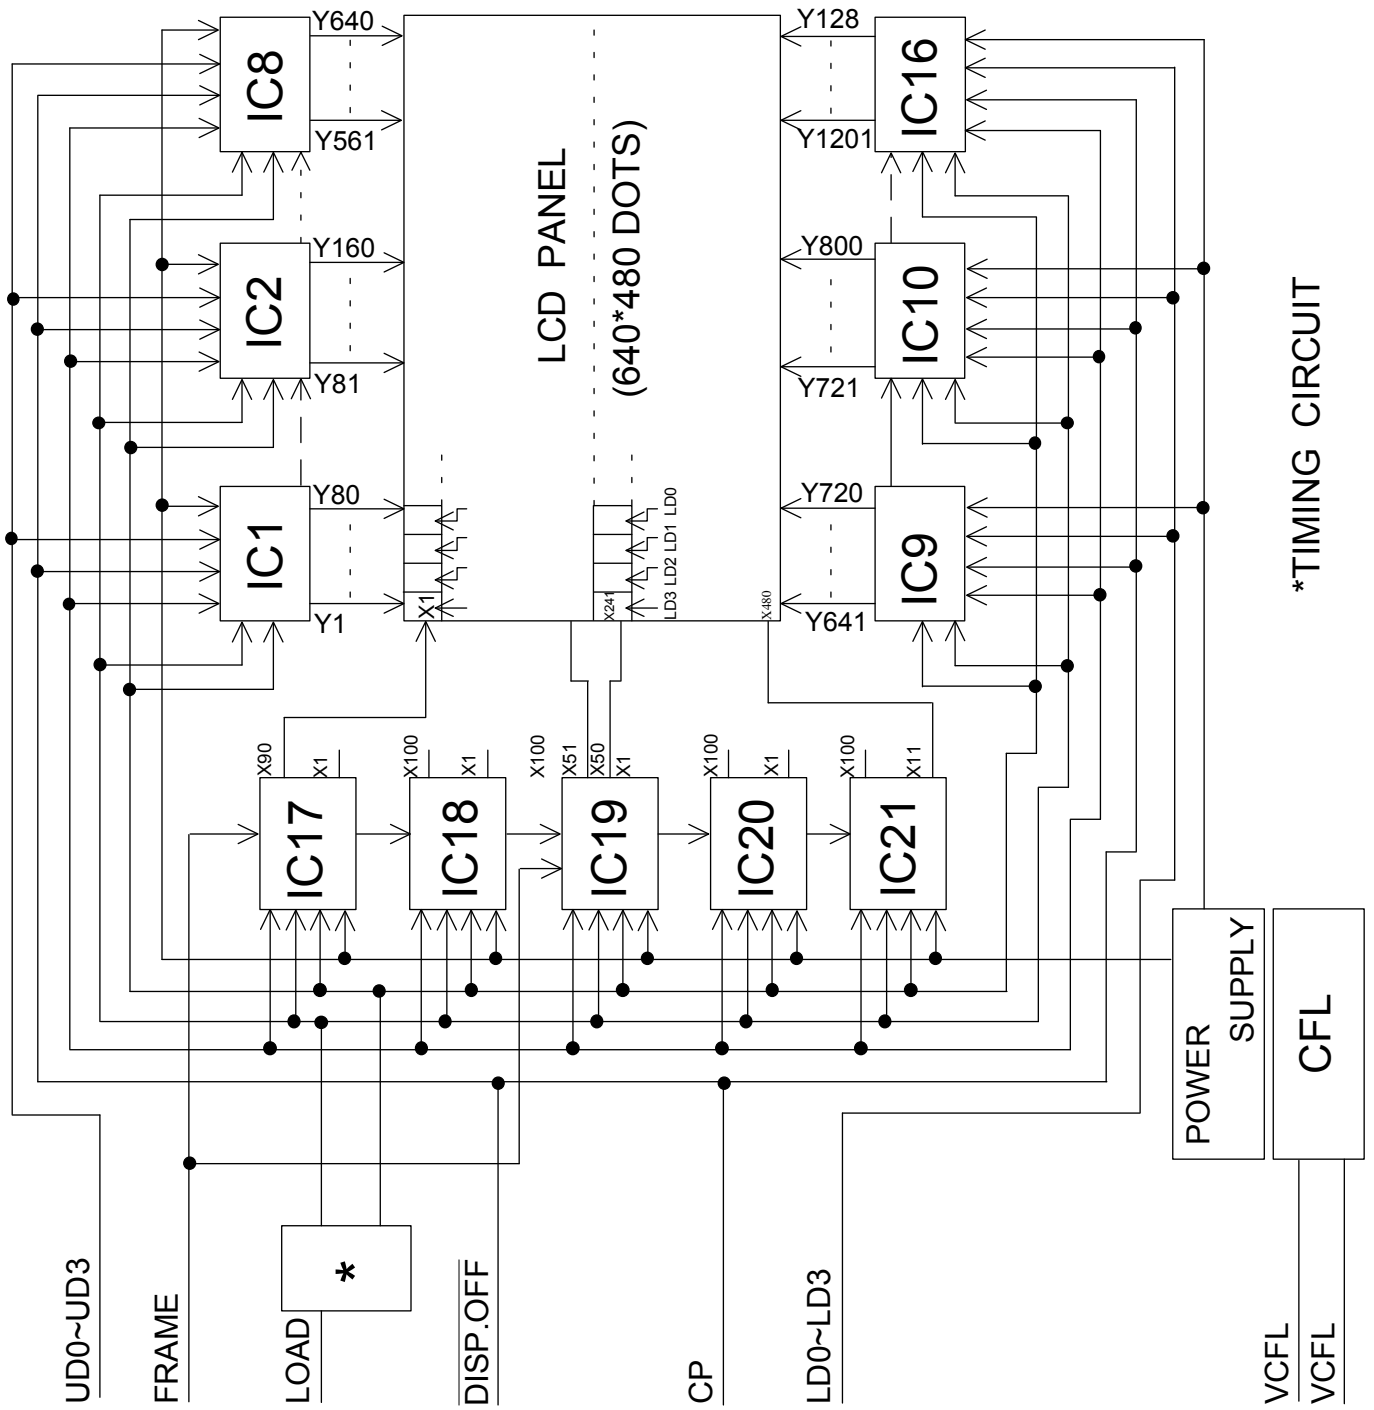 Y640
Y128
IC8
IC16
Y561
Y1201
LCD PANEL
(640*480 DOTS)
Y160
Y800
IC2
IC10
Y81
Y721
Y80
Y720
IC1
IC9
Y1
Y641
LD0
LD1
LD2
LD3
X1
X241
X480
*TIMING CIRCUIT
X90
X1
X100
X1
X100
X51
X50
X1
X100
X1
X100
X11
IC17
IC18
IC19
IC20
IC21
POWER
SUPPLY
CFL
*
UD0~UD3
FRAME
LOAD
DISP.OFF
CP
LD0~LD3
VCFL
VCFL